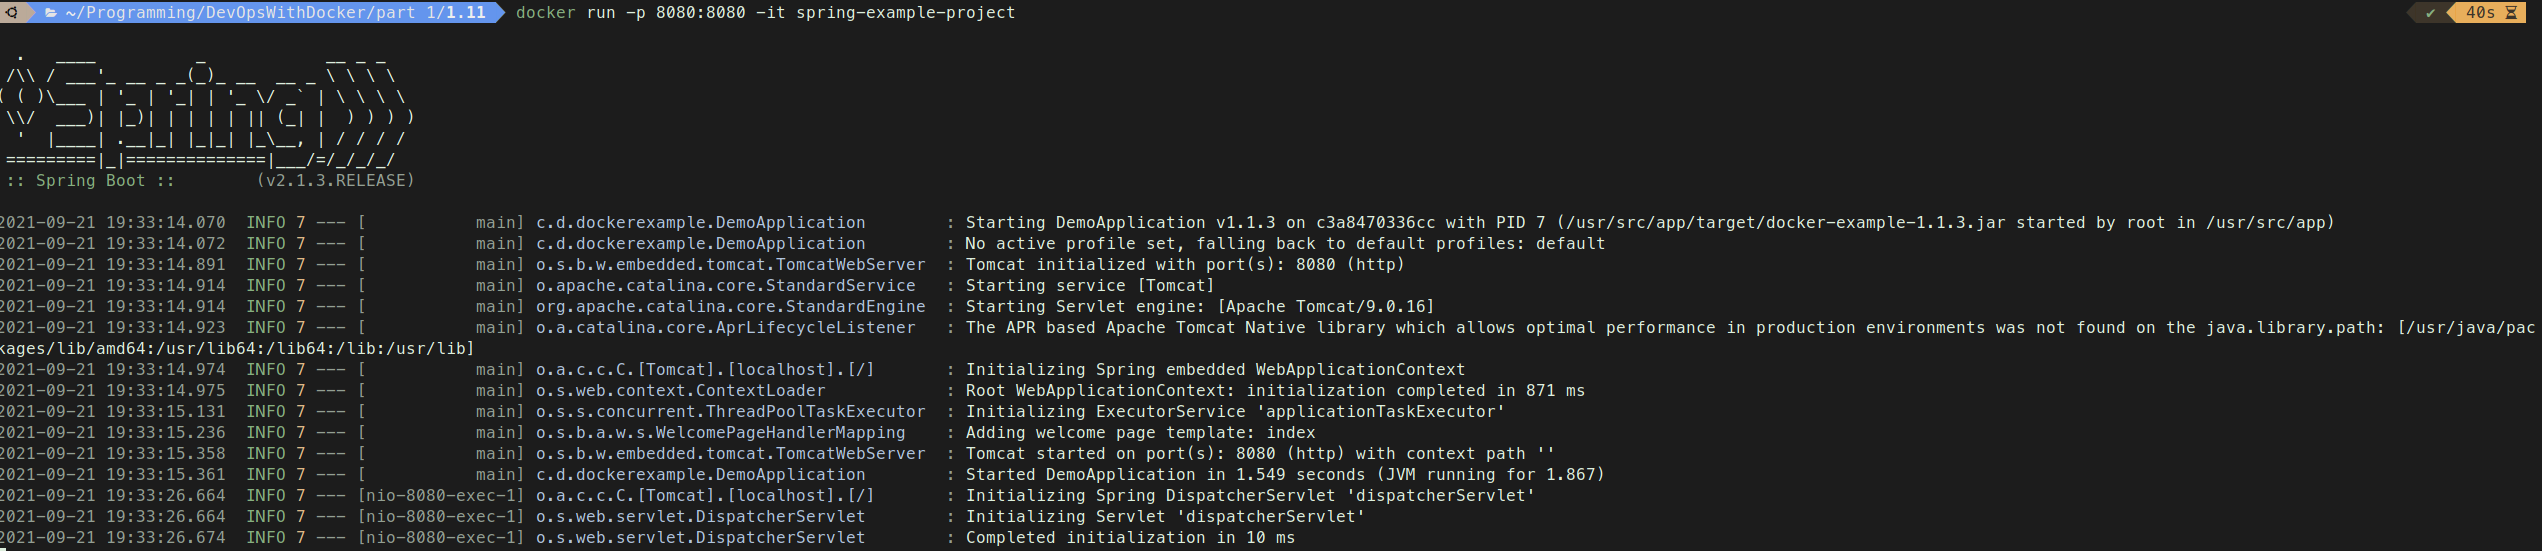 ~/Programming/DevOpsWithDocker/part 1/1.11 docker run -p 8080:8080 -it spring-example-project ✔ 40s
  .   ____          _            __ _ _
 /\\ / ___'_ __ _ _(_)_ __  __ _ \ \ \ \
( ( )\___ | '_ | '_| | '_ \/ _` | \ \ \ \
 \\/  ___)| |_)| | | | | || (_| |  ) ) ) )
  '  |____| .__|_| |_|_| |_\__, | / / / /
 =========|_|==============|___/=/_/_/_/
 :: Spring Boot ::        (v2.1.3.RELEASE)
2021-09-21 19:33:14.070  INFO 7 --- [           main] c.d.dockerexample.DemoApplication        : Starting DemoApplication v1.1.3 on c3a8470336cc with PID 7 (/usr/src/app/target/docker-example-1.1.3.jar started by root in /usr/src/app)
2021-09-21 19:33:14.072  INFO 7 --- [           main] c.d.dockerexample.DemoApplication        : No active profile set, falling back to default profiles: default
2021-09-21 19:33:14.891  INFO 7 --- [           main] o.s.b.w.embedded.tomcat.TomcatWebServer  : Tomcat initialized with port(s): 8080 (http)
2021-09-21 19:33:14.914  INFO 7 --- [           main] o.apache.catalina.core.StandardService   : Starting service [Tomcat]
2021-09-21 19:33:14.914  INFO 7 --- [           main] org.apache.catalina.core.StandardEngine  : Starting Servlet engine: [Apache Tomcat/9.0.16]
2021-09-21 19:33:14.923  INFO 7 --- [           main] o.a.catalina.core.AprLifecycleListener   : The APR based Apache Tomcat Native library which allows optimal performance in production environments was not found on the java.library.path: [/usr/java/pac
kages/lib/amd64:/usr/lib64:/lib64:/lib:/usr/lib]
2021-09-21 19:33:14.974  INFO 7 --- [           main] o.a.c.c.C.[Tomcat].[localhost].[/]       : Initializing Spring embedded WebApplicationContext
2021-09-21 19:33:14.975  INFO 7 --- [           main] o.s.web.context.ContextLoader            : Root WebApplicationContext: initialization completed in 871 ms
2021-09-21 19:33:15.131  INFO 7 --- [           main] o.s.s.concurrent.ThreadPoolTaskExecutor  : Initializing ExecutorService 'applicationTaskExecutor'
2021-09-21 19:33:15.236  INFO 7 --- [           main] o.s.b.a.w.s.WelcomePageHandlerMapping    : Adding welcome page template: index
2021-09-21 19:33:15.358  INFO 7 --- [           main] o.s.b.w.embedded.tomcat.TomcatWebServer  : Tomcat started on port(s): 8080 (http) with context path ''
2021-09-21 19:33:15.361  INFO 7 --- [           main] c.d.dockerexample.DemoApplication        : Started DemoApplication in 1.549 seconds (JVM running for 1.867)
2021-09-21 19:33:26.664  INFO 7 --- [nio-8080-exec-1] o.a.c.c.C.[Tomcat].[localhost].[/]       : Initializing Spring DispatcherServlet 'dispatcherServlet'
2021-09-21 19:33:26.664  INFO 7 --- [nio-8080-exec-1] o.s.web.servlet.DispatcherServlet        : Initializing Servlet 'dispatcherServlet'
2021-09-21 19:33:26.674  INFO 7 --- [nio-8080-exec-1] o.s.web.servlet.DispatcherServlet        : Completed initialization in 10 ms